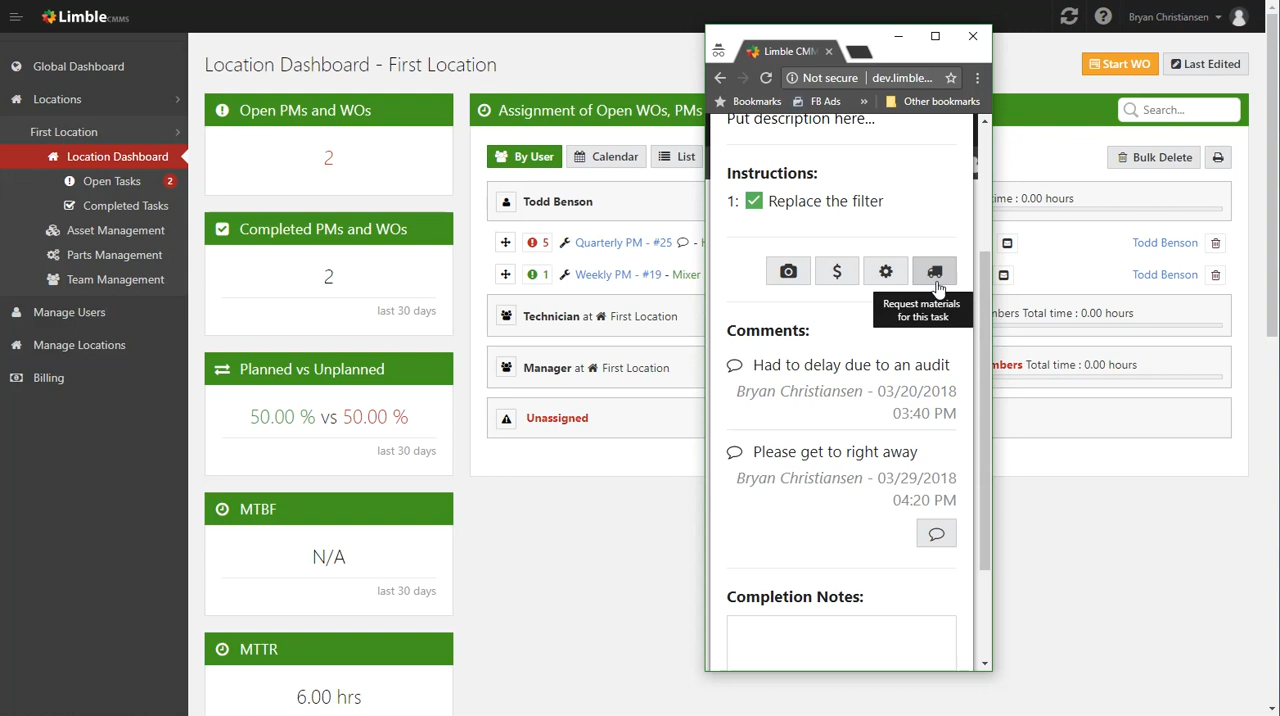 Limble CMMS
Bryan Christiansen
Global Dashboard
Locations
First Location
Location Dashboard
Open Tasks 2
Completed Tasks
Asset Management
Parts Management
Team Management
Manage Users
Manage Locations
Billing
Location Dashboard - First Location
Start WO
Last Edited
Open PMs and WOs
2
Completed PMs and WOs
2
last 30 days
Planned vs Unplanned
50.00 % vs 50.00 %
last 30 days
MTBF
N/A
last 30 days
MTTR
6.00 hrs
Assignment of Open WOs, PMs
Search...
By User
Calendar
List
Bulk Delete
Todd Benson
ime : 0.00 hours
5 Quarterly PM - #25 -
Todd Benson
1 Weekly PM - #19 - Mixer
Todd Benson
Technician at First Location
mbers Total time : 0.00 hours
Manager at First Location
mbers Total time : 0.00 hours
Unassigned
Limble CMM
Not secure | dev.limble...
Bookmarks
FB Ads
»
Other bookmarks
Put description here...
Instructions:
1: Replace the filter
$
Request materials
for this task
Comments:
Had to delay due to an audit
Bryan Christiansen - 03/20/2018
03:40 PM
Please get to right away
Bryan Christiansen - 03/29/2018
04:20 PM
Completion Notes: